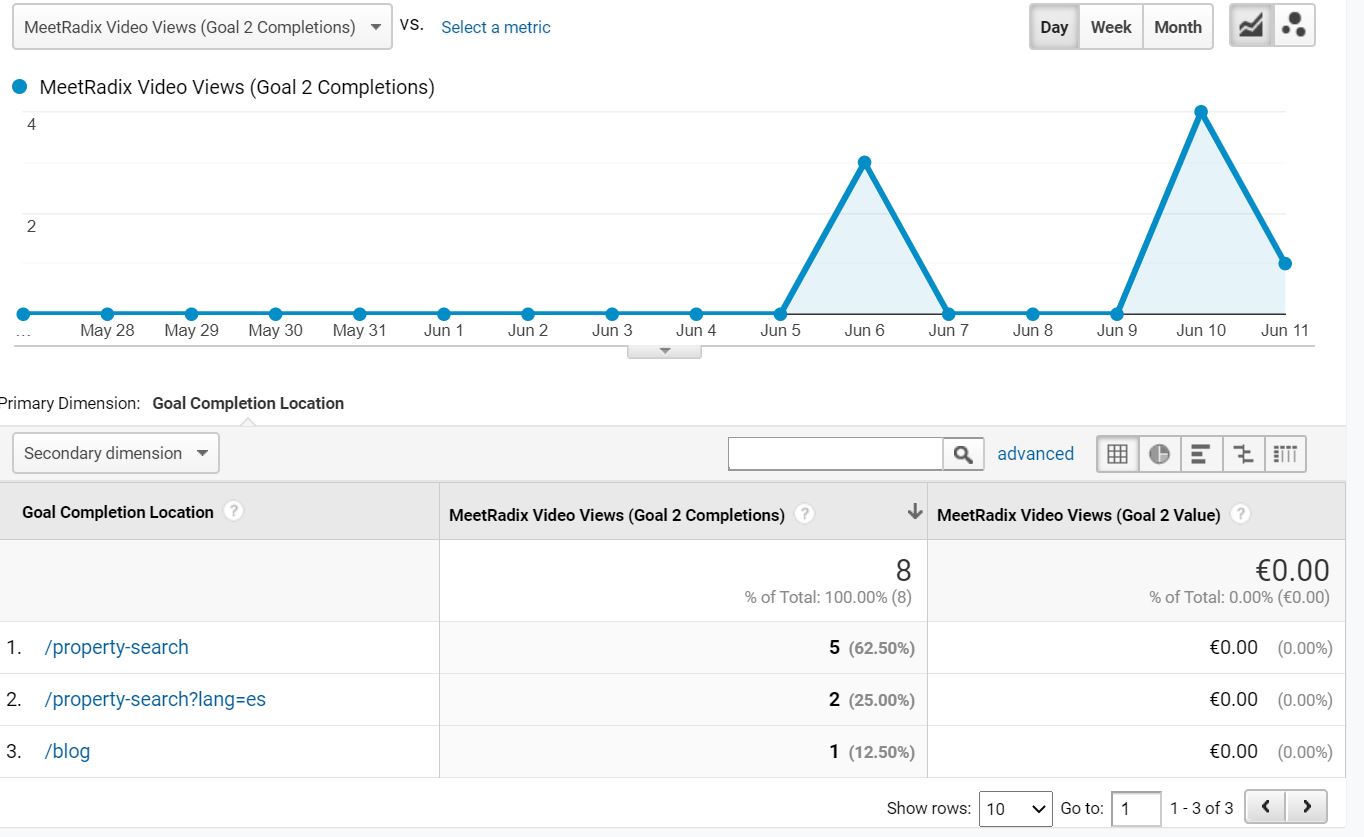 MeetRadix Video Views (Goal 2 Completions) vs. Select a metric Day Week Month
MeetRadix Video Views (Goal 2 Completions)
4
2
... May 28 May 29 May 30 May 31 Jun 1 Jun 2 Jun 3 Jun 4 Jun 5 Jun 6 Jun 7 Jun 8 Jun 9 Jun 10 Jun 11
Primary Dimension: Goal Completion Location
Secondary dimension advanced
Goal Completion Location ? MeetRadix Video Views (Goal 2 Completions) ? MeetRadix Video Views (Goal 2 Value) ?
8 €0.00
% of Total: 100.00% (8) % of Total: 0.00% (€0.00)
1. /property-search 5 (62.50%) €0.00 (0.00%)
2. /property-search?lang=es 2 (25.00%) €0.00 (0.00%)
3. /blog 1 (12.50%) €0.00 (0.00%)
Show rows: 10 Go to: 1 1 - 3 of 3